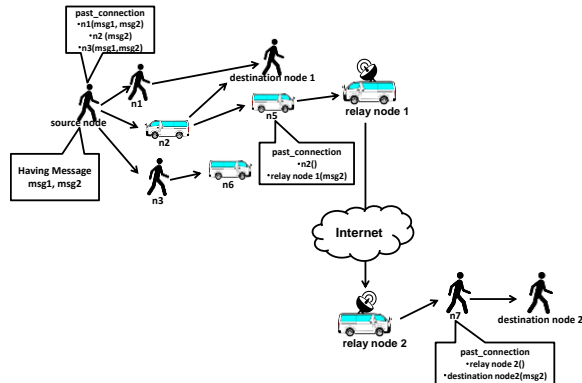 past_connection
•n1(msg1, msg2)
•n2 (msg2)
•n3(msg1,msg2)
destination node 1
n1
source node
n2
n5
relay node 1
Having Message
msg1, msg2
past_connection
•n2()
•relay node 1(msg2)
n3
n6
Internet
relay node 2
n7
destination node 2
past_connection
•relay node 2()
•destination node2(msg2)